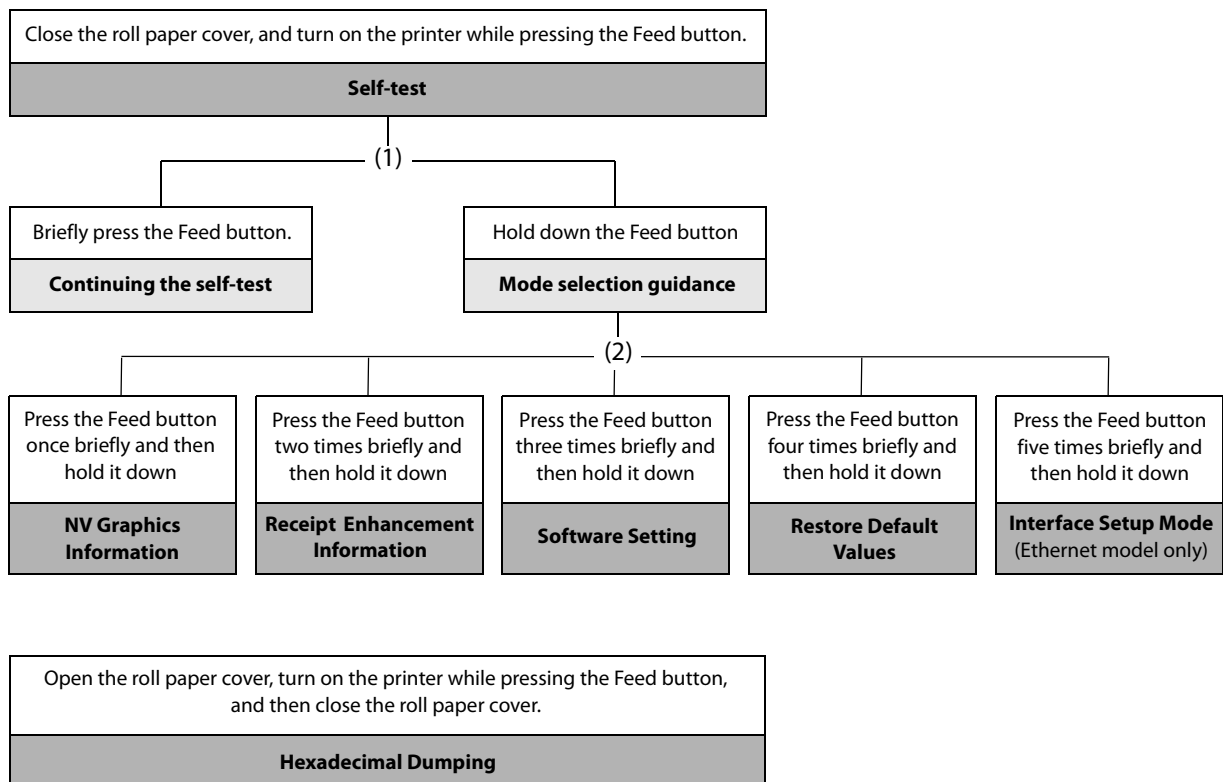 Close the roll paper cover, and turn on the printer while pressing the Feed button.
Self-test
(1)
Briefly press the Feed button.
Continuing the self-test
Hold down the Feed button
Mode selection guidance
(2)
Press the Feed button
once briefly and then
hold it down
NV Graphics
Information
Press the Feed button
two times briefly and
then hold it down
Receipt Enhancement
Information
Press the Feed button
three times briefly and
then hold it down
Software Setting
Press the Feed button
four times briefly and
then hold it down
Restore Default
Values
Press the Feed button
five times briefly and
then hold it down
Interface Setup Mode
(Ethernet model only)
Open the roll paper cover, turn on the printer while pressing the Feed button,
and then close the roll paper cover.
Hexadecimal Dumping